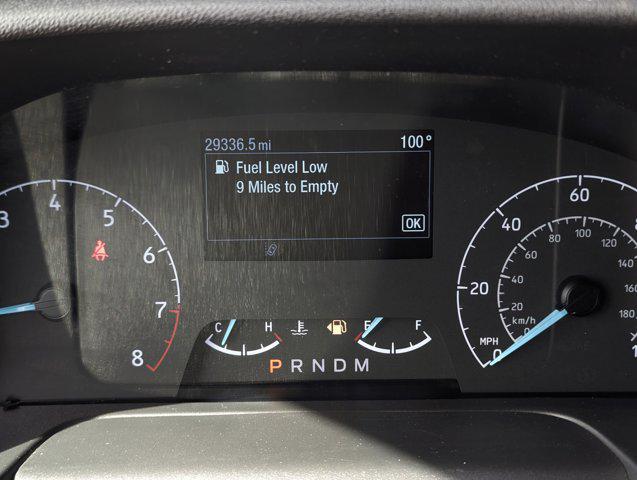 29336.5 mi 100°
Fuel Level Low
9 Miles to Empty
OK
3 4 5 6 7 8
C H E F
P R N D M
0 20 40 60
MPH
20 40 60 80 100 120 140 160 180
km/h